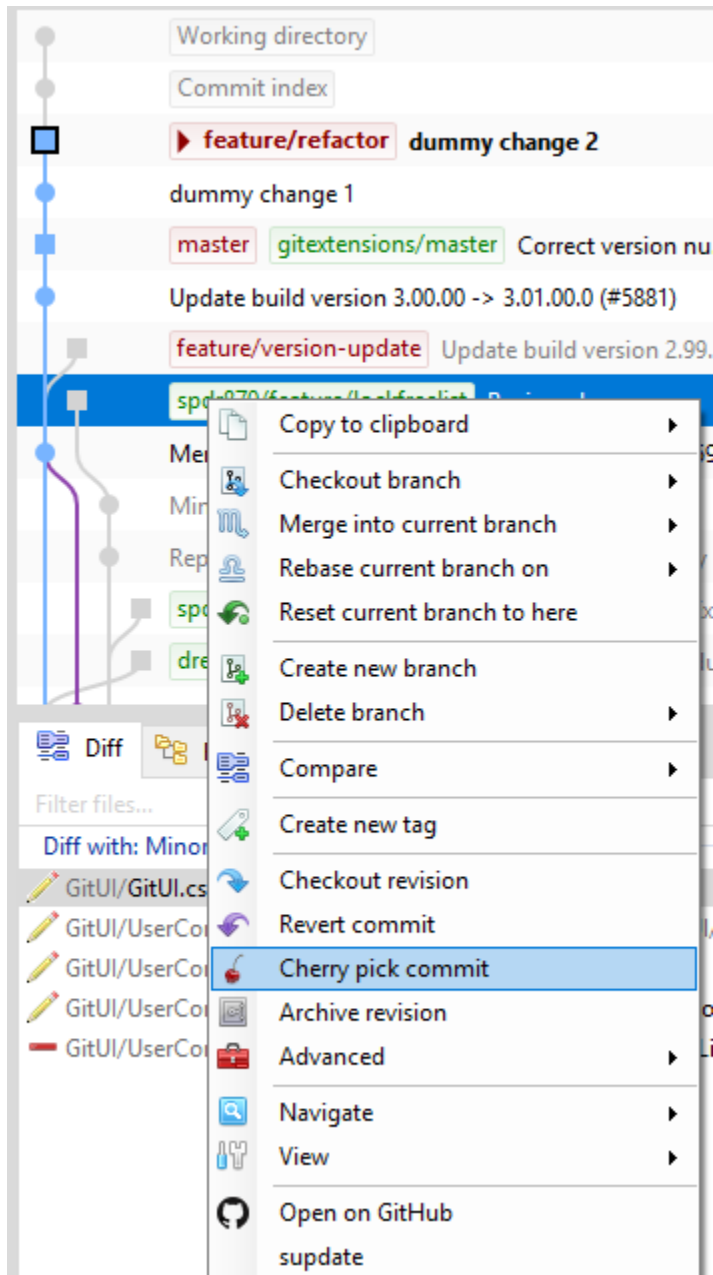 Working directory
Commit index
feature/refactor dummy change 2
dummy change 1
master gitextensions/master Correct version nu
Update build version 3.00.00 -> 3.01.00.0 (#5881)
feature/version-update Update build version 2.99.
Copy to clipboard
Checkout branch
Merge into current branch
Rebase current branch on
Reset current branch to here
Create new branch
Delete branch
Diff
Compare
Filter files...
Create new tag
Diff with: Minor
Checkout revision
GitUI/GitUI.cs
Revert commit
GitUI/UserCo
Cherry pick commit
GitUI/UserCo
Archive revision
GitUI/UserCo
Advanced
GitUI/UserCo
Navigate
View
Open on GitHub
supdate